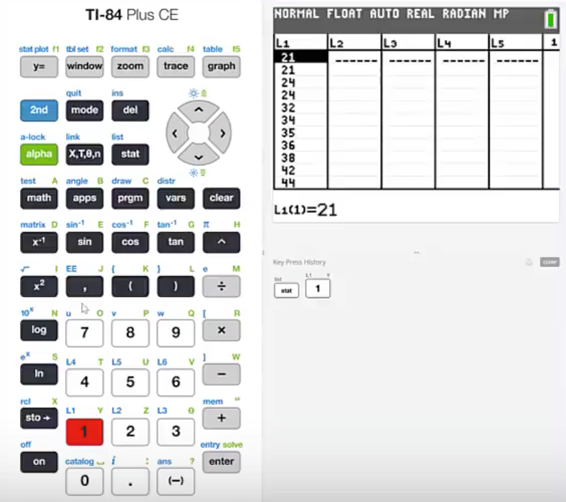 TI-84 Plus CE
stat plot f1 tbl set f2 format f3 calc f4 table f5
y= window zoom trace graph
quit ins
2nd mode del
a-lock link list
alpha X,T,θ,n stat
test A angle B draw C distr
math apps prgm vars clear
matrix D sin⁻¹ E cos⁻¹ F tan⁻¹ G π H
x⁻¹ sin cos tan ^
√ I EE J { K } L e M
x² , ( ) ÷
10ˣ N u O v P w Q [ R
log 7 8 9 ×
eˣ S L4 T L5 U L6 V ] W
ln 4 5 6 −
rcl X L1 Y L2 Z L3 θ mem "
sto→ 1 2 3 +
off catalog i : ans ? entry solve
on 0 . (−) enter
NORMAL FLOAT AUTO REAL RADIAN MP
L1 L2 L3 L4 L5 1
21 ------ ------ ------ ------
21
24
24
32
34
35
36
38
42
44
L1(1)=21
Key Press History
list L1 Y
stat 1